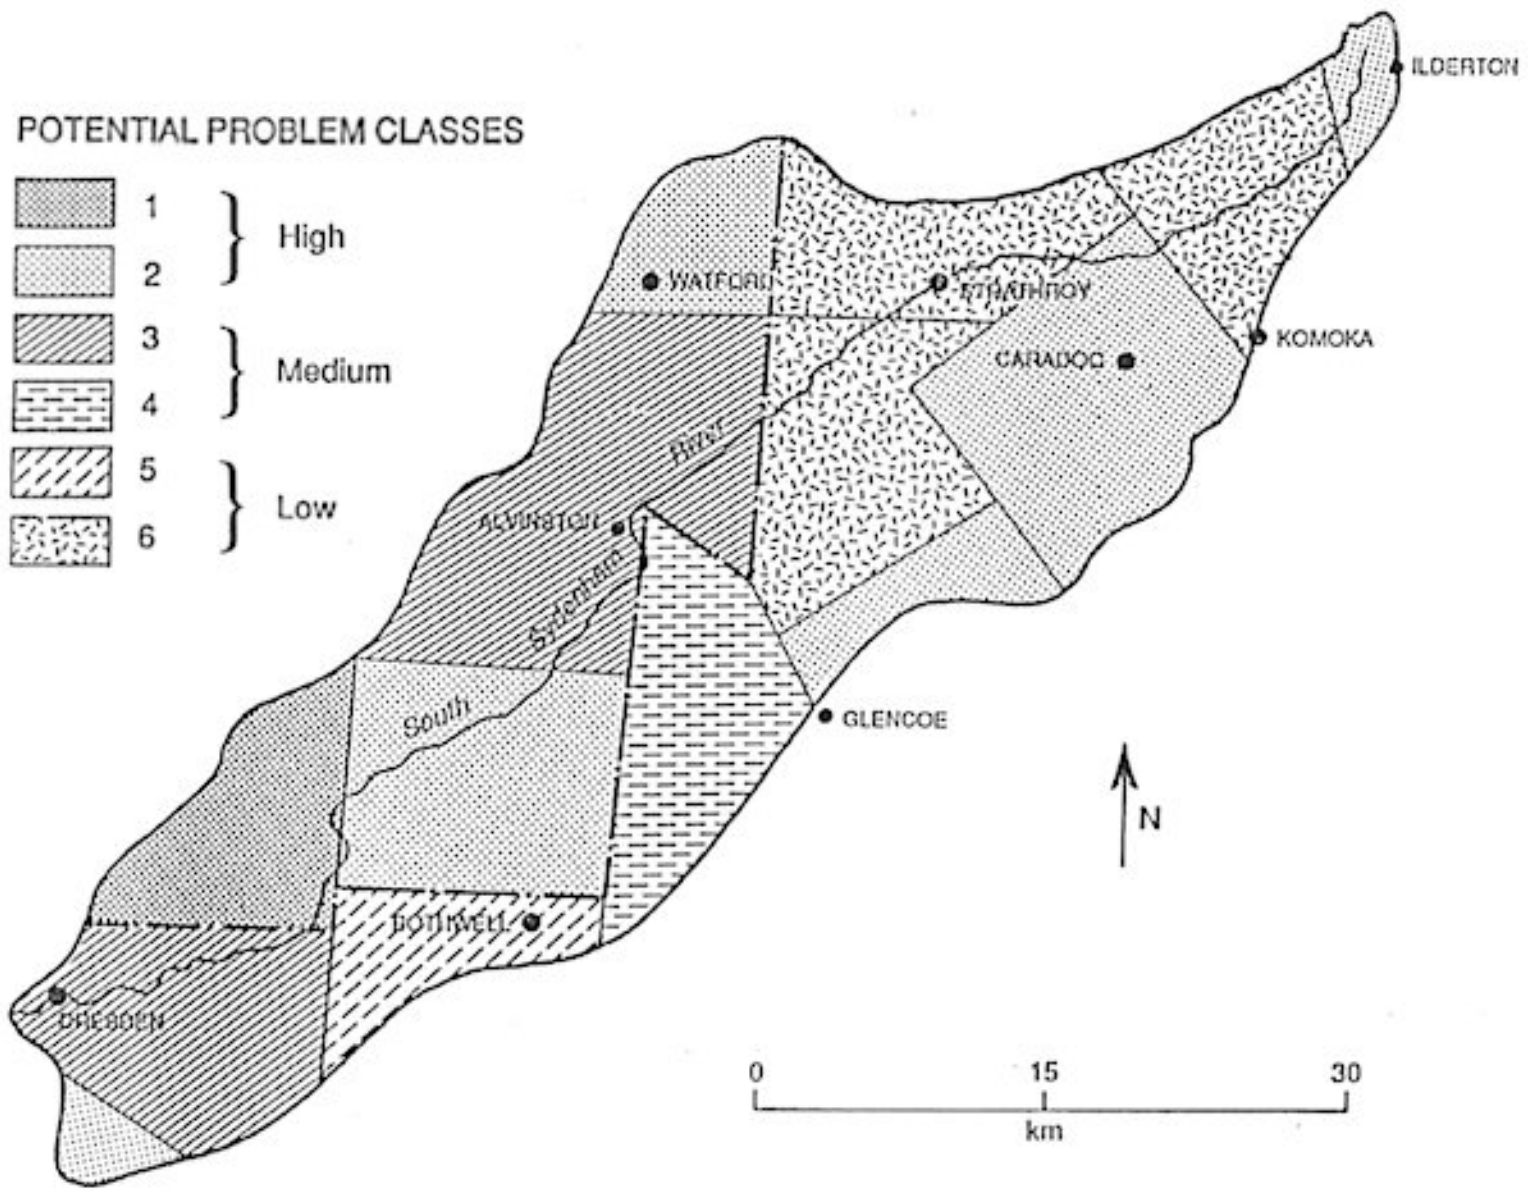 POTENTIAL PROBLEM CLASSES
1
2
High
3
4
Medium
5
6
Low
ILDERTON
WATFORD
STRATHROY
KOMOKA
CARADOC
River
ALVINSTON
Sydenham
South
GLENCOE
N
BOTHWELL
DRESDEN
0 15 30
km